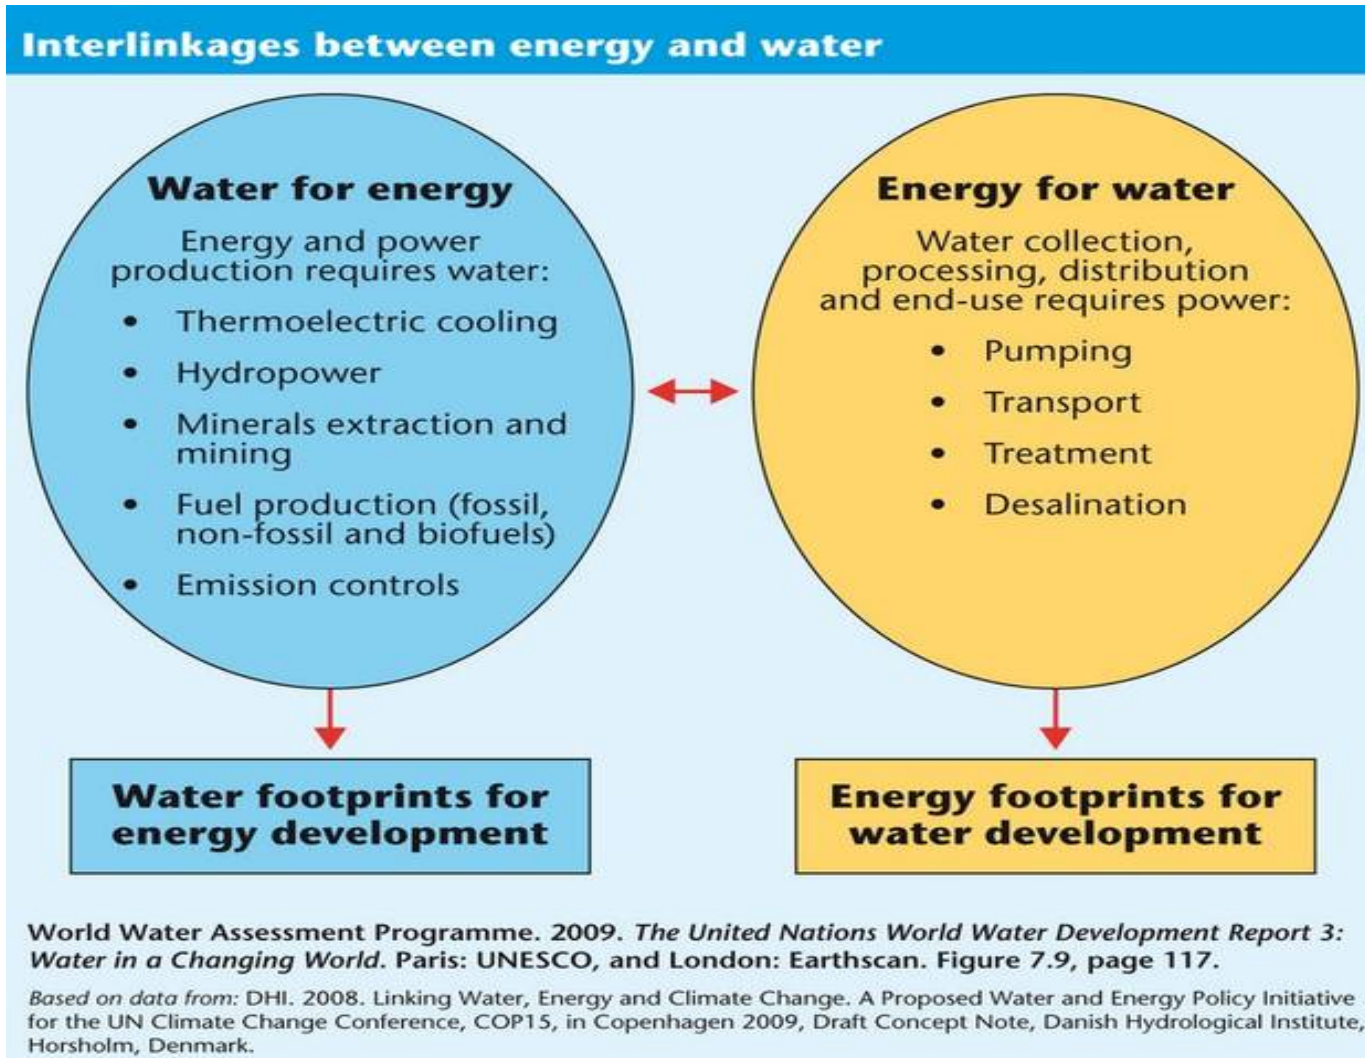 Interlinkages between energy and water
Water for energy
Energy and power
production requires water:
• Thermoelectric cooling
• Hydropower
• Minerals extraction and
mining
• Fuel production (fossil,
non-fossil and biofuels)
• Emission controls
Energy for water
Water collection,
processing, distribution
and end-use requires power:
• Pumping
• Transport
• Treatment
• Desalination
Water footprints for
energy development
Energy footprints for
water development
World Water Assessment Programme. 2009. The United Nations World Water Development Report 3:
Water in a Changing World. Paris: UNESCO, and London: Earthscan. Figure 7.9, page 117.
Based on data from: DHI. 2008. Linking Water, Energy and Climate Change. A Proposed Water and Energy Policy Initiative
for the UN Climate Change Conference, COP15, in Copenhagen 2009, Draft Concept Note, Danish Hydrological Institute,
Horsholm, Denmark.